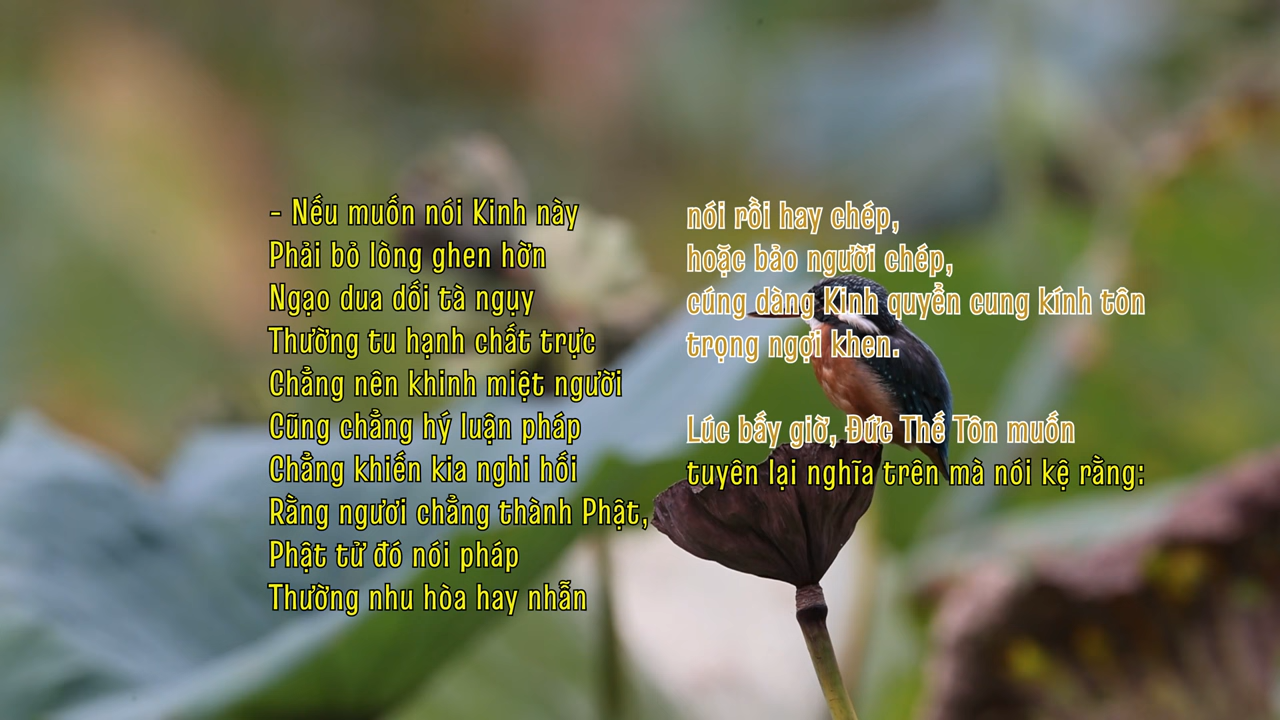 - Nếu muốn nói Kinh này
Phải bỏ lòng ghen hờn
Ngạo dua dối tà ngụy
Thường tu hạnh chất trực
Chẳng nên khinh miệt người
Cũng chẳng hý luận pháp
Chẳng khiến kia nghi hối
Rằng ngươi chẳng thành Phật,
Phật tử đó nói pháp
Thường nhu hòa hay nhẫn
nói rồi hay chép,
hoặc bảo người chép,
cúng dàng Kinh quyển cung kính tôn
trọng ngợi khen.
Lúc bấy giờ, Đức Thế Tôn muốn
tuyên lại nghĩa trên mà nói kệ rằng: